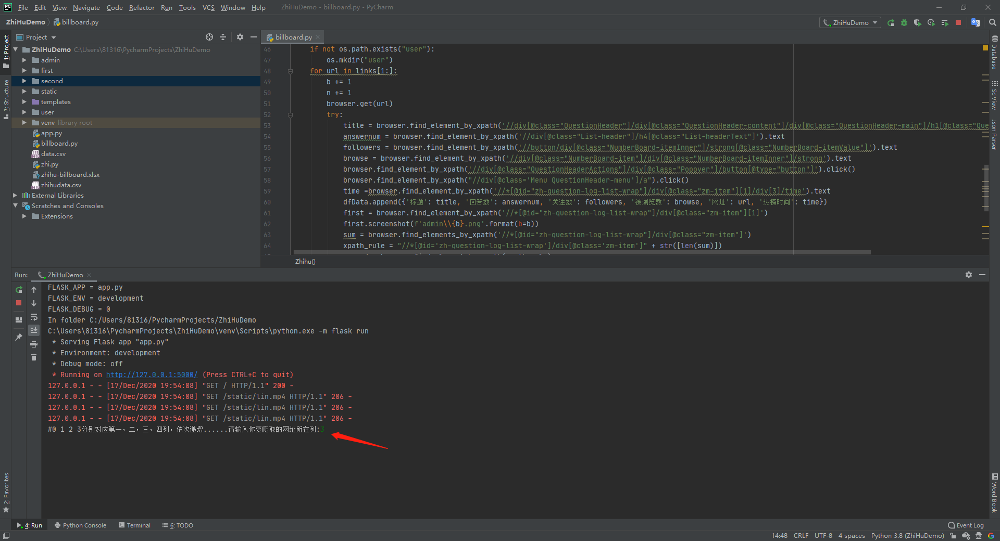 PC File Edit View Navigate Code Refactor Run Tools VCS Window Help ZhiHuDemo - billboard.py - PyCharm
ZhiHuDemo billboard.py ZhiHuDemo
1: Project
7: Structure
2: Favorites
Project
ZhiHuDemo C:\Users\81316\PycharmProjects\ZhiHuDemo
admin
first
second
static
templates
user
venv library root
app.py
billboard.py
data.csv
zhi.py
zhihu-billboard.xlsx
zhihudata.csv
External Libraries
Scratches and Consoles
Extensions
billboard.py
46 if not os.path.exists("user"):
47 os.mkdir("user")
48 for url in links[1:]:
49 b += 1
50 n += 1
51 browser.get(url)
52 try:
53 title = browser.find_element_by_xpath('//div[@class="QuestionHeader"]/div[@class="QuestionHeader-content"]/div[@class="QuestionHeader-main"]/h1[@class="Que
54 answernum = browser.find_element_by_xpath('//div[@class="List-header"]/h4[@class="List-headerText"]').text
55 followers = browser.find_element_by_xpath('//button/div[@class="NumberBoard-itemInner"]/strong[@class="NumberBoard-itemValue"]').text
56 browse = browser.find_element_by_xpath('//div[@class="NumberBoard-item"]/div[@class="NumberBoard-itemInner"]/strong').text
57 browser.find_element_by_xpath('//div[@class="QuestionHeaderActions"]/div[@class="Popover"]/button[@type="button"]').click()
58 browser.find_element_by_xpath("//div[@class='Menu QuestionHeader-menu']/a").click()
59 time =browser.find_element_by_xpath('//*[@id="zh-question-log-list-wrap"]/div[@class="zm-item"][1]/div[3]/time').text
60 dfData.append({'标题': title, '回答数': answernum, '关注数': followers, '被浏览数': browse, '网址': url, '热榜时间': time})
61 first = browser.find_element_by_xpath('//*[@id="zh-question-log-list-wrap"]/div[@class="zm-item"][1]')
62 first.screenshot(f'admin\\{b}.png'.format(b=b))
63 sum = browser.find_elements_by_xpath('//*[@id="zh-question-log-list-wrap"]/div[@class="zm-item"]')
64 xpath_rule = "//*[@id='zh-question-log-list-wrap']/div[@class='zm-item']" + str([len(sum)])
Zhihu()
Database
SciView
Json Parser
Word Book
Run: ZhiHuDemo
FLASK_APP = app.py
FLASK_ENV = development
FLASK_DEBUG = 0
In folder C:/Users/81316/PycharmProjects/ZhiHuDemo
C:\Users\81316\PycharmProjects\ZhiHuDemo\venv\Scripts\python.exe -m flask run
* Serving Flask app "app.py"
* Environment: development
* Debug mode: off
* Running on http://127.0.0.1:5000/ (Press CTRL+C to quit)
127.0.0.1 - - [17/Dec/2020 19:54:08] "GET / HTTP/1.1" 200 -
127.0.0.1 - - [17/Dec/2020 19:54:08] "GET /static/lin.mp4 HTTP/1.1" 206 -
127.0.0.1 - - [17/Dec/2020 19:54:08] "GET /static/lin.mp4 HTTP/1.1" 206 -
127.0.0.1 - - [17/Dec/2020 19:54:08] "GET /static/lin.mp4 HTTP/1.1" 206 -
#0 1 2 3分别对应第一，二，三，四列，依次递增......请输入你要爬取的网址所在列:3
4: Run Python Console Terminal 6: TODO Event Log
14:48 CRLF UTF-8 4 spaces Python 3.8 (ZhiHuDemo)